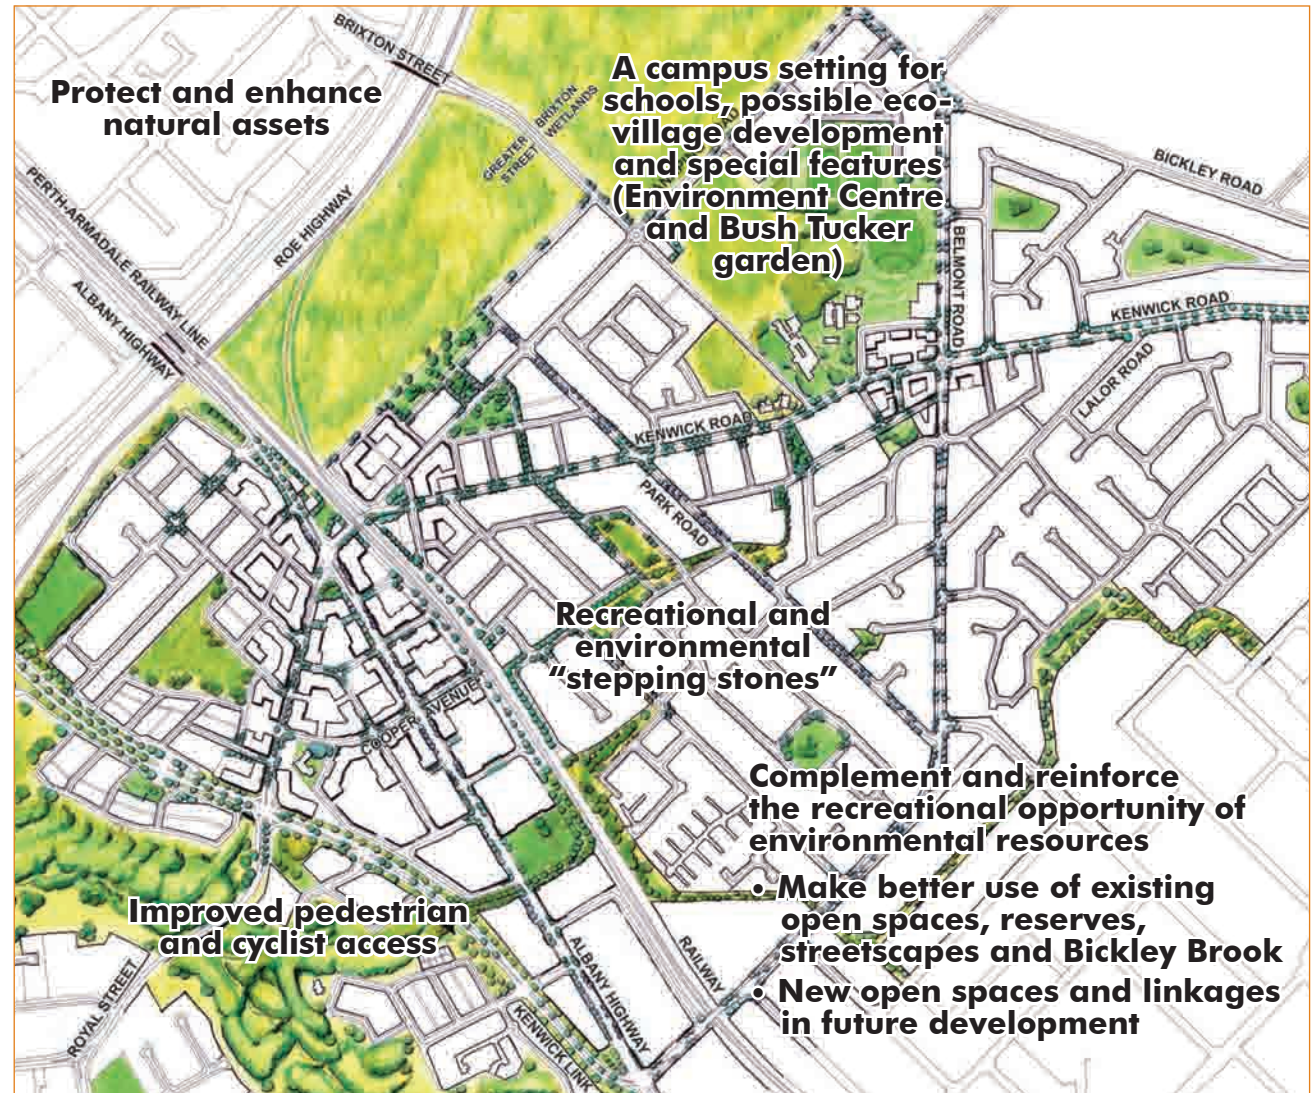 BRIXTON STREET
Protect and enhance
natural assets
A campus setting for
schools, possible eco-
village development
and special features
(Environment Centre
and Bush Tucker
garden)
GREATER BRIXTON
STREET WETLANDS
ROAD
BICKLEY ROAD
PERTH-ARMADALE RAILWAY LINE
ROE HIGHWAY
ALBANY HIGHWAY
BELMONT ROAD
KENWICK ROAD
LALOR ROAD
KENWICK ROAD
PARK ROAD
Recreational and
environmental
“stepping stones”
COOPER AVENUE
Complement and reinforce
the recreational opportunity of
environmental resources
• Make better use of existing
open spaces, reserves,
streetscapes and Bickley Brook
• New open spaces and linkages
in future development
Improved pedestrian
and cyclist access
ROYAL STREET
ALBANY HIGHWAY
RAILWAY
KENWICK LINK